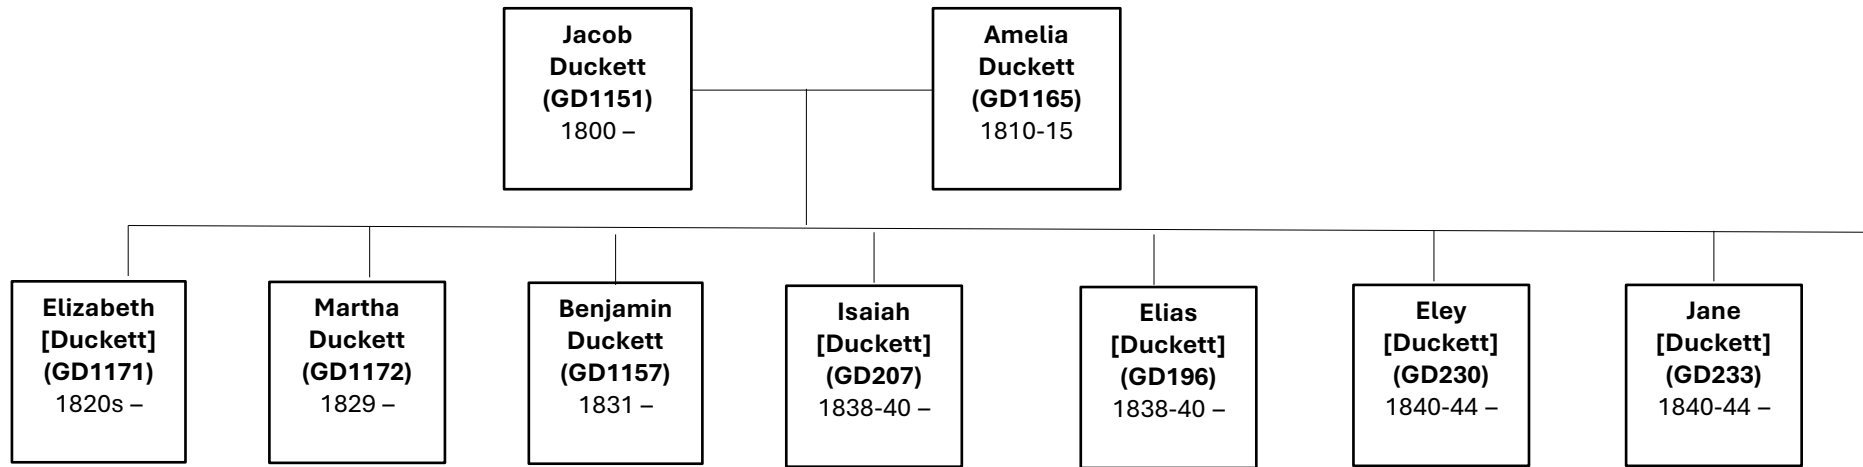 Jacob
Duckett
(GD1151)
1800 –
Amelia
Duckett
(GD1165)
1810-15
Elizabeth
[Duckett]
(GD1171)
1820s –
Martha
Duckett
(GD1172)
1829 –
Benjamin
Duckett
(GD1157)
1831 –
Isaiah
[Duckett]
(GD207)
1838-40 –
Elias
[Duckett]
(GD196)
1838-40 –
Eley
[Duckett]
(GD230)
1840-44 –
Jane
[Duckett]
(GD233)
1840-44 –